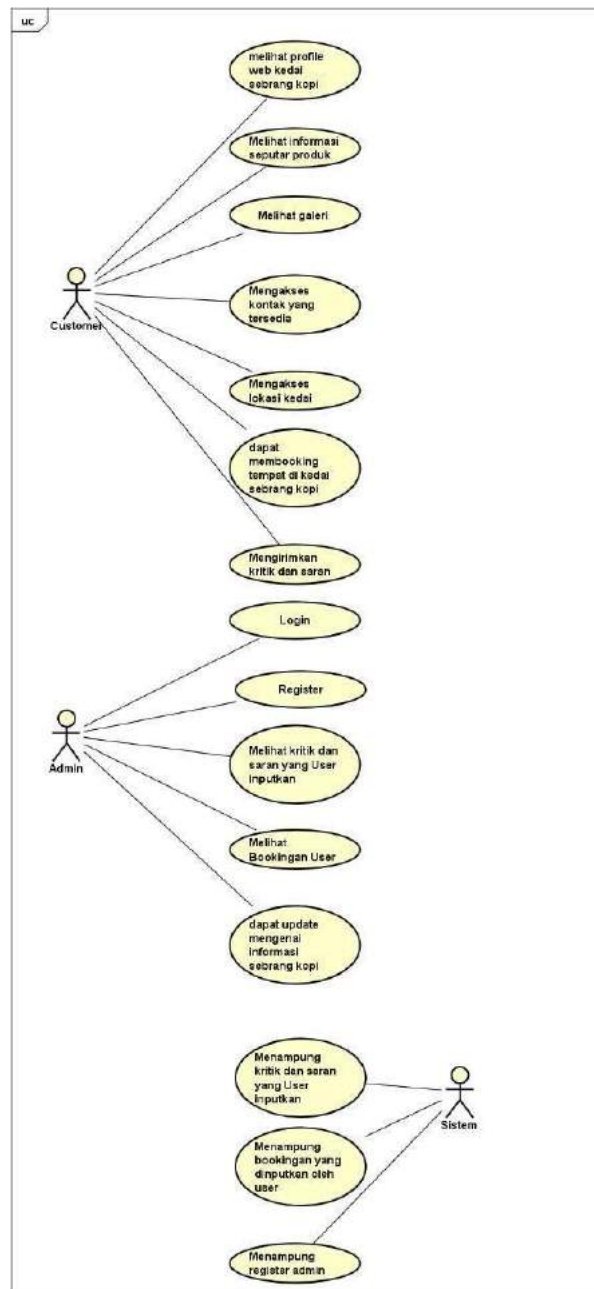 uc
melihat profile
web kedai
sebrang kopi
Melihat informasi
seputar produk
Melihat galeri
Mengakses
kontak yang
tersedia
Customer
Mengakses
lokasi kedai
dapat
membooking
tempat di kedai
sebrang kopi
Mengirimkan
kritik dan saran
Login
Register
Admin
Melihat kritik dan
saran yang User
inputkan
Melihat
Bookingan User
dapat update
mengenai
informasi
sebrang kopi
Menampung
kritik dan saran
yang User
inputkan
Sistem
Menampung
bookingan yang
dinputkan oleh
user
Menampung
register admin